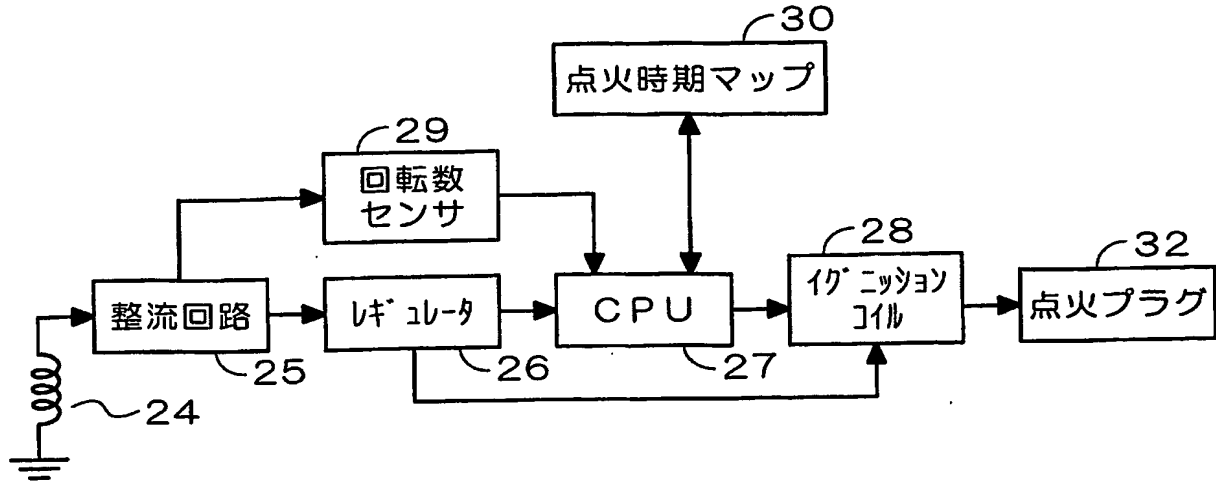 30
点火時期マップ
29
回転数
センサ
28
イグニッション
コイル
32
点火プラグ
整流回路
25
レギュレータ
26
CPU
27
24